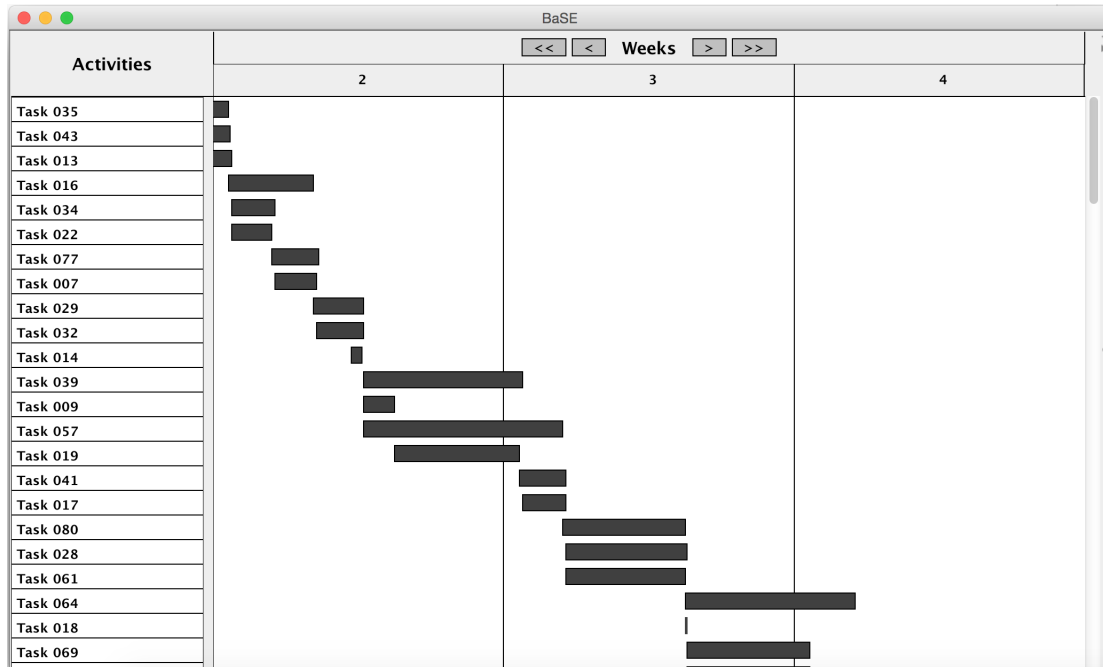 BaSE
Activities
<< < Weeks > >>
2 3 4
Task 035
Task 043
Task 013
Task 016
Task 034
Task 022
Task 077
Task 007
Task 029
Task 032
Task 014
Task 039
Task 009
Task 057
Task 019
Task 041
Task 017
Task 080
Task 028
Task 061
Task 064
Task 018
Task 069